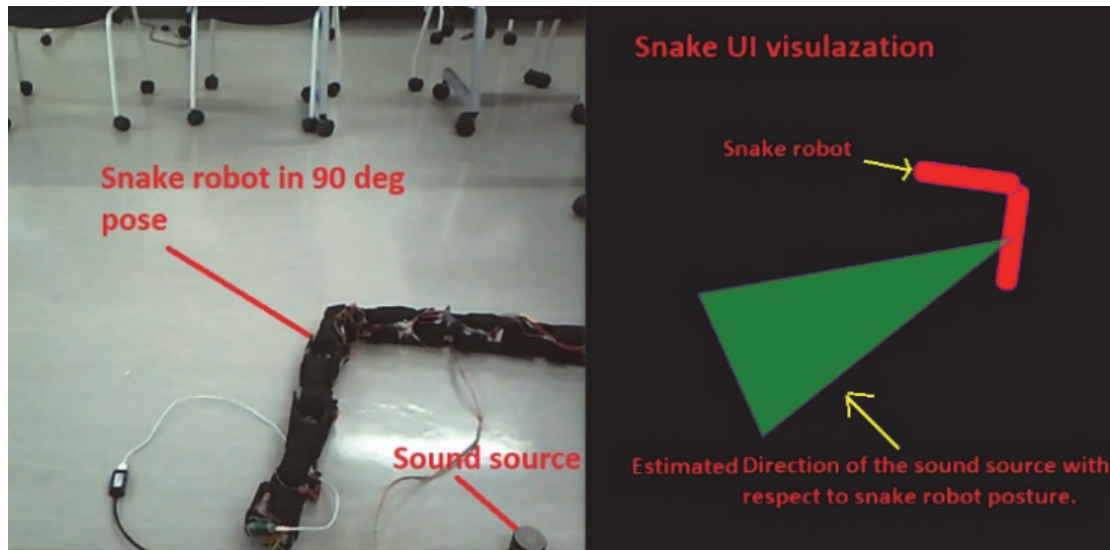 Snake robot in 90 deg
pose
Sound source
Snake UI visulazation
Snake robot
Estimated Direction of the sound source with
respect to snake robot posture.